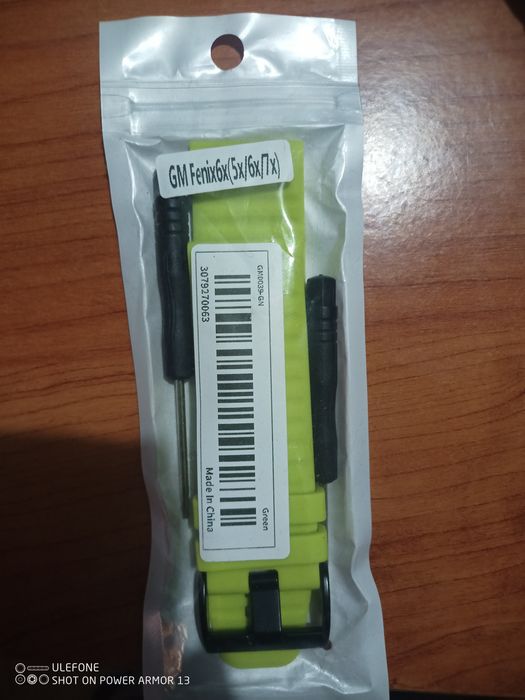 GM Fenix6x(5x/6x/7x)
GM0039-GN
3079270063
Made In China
Green
ULEFONE
SHOT ON POWER ARMOR 13